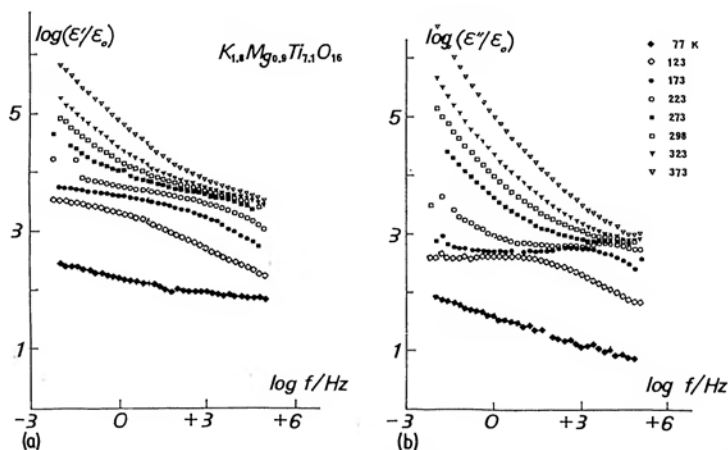 log(ε'/ε₀)
K₁.₈Mg₀.₉Ti₇.₁O₁₆
5
3
1
log f/Hz
−3
0
+3
+6
(a)
log(ε''/ε₀)
77 K
123
173
223
273
298
323
373
5
3
1
log f/Hz
−3
0
+3
+6
(b)